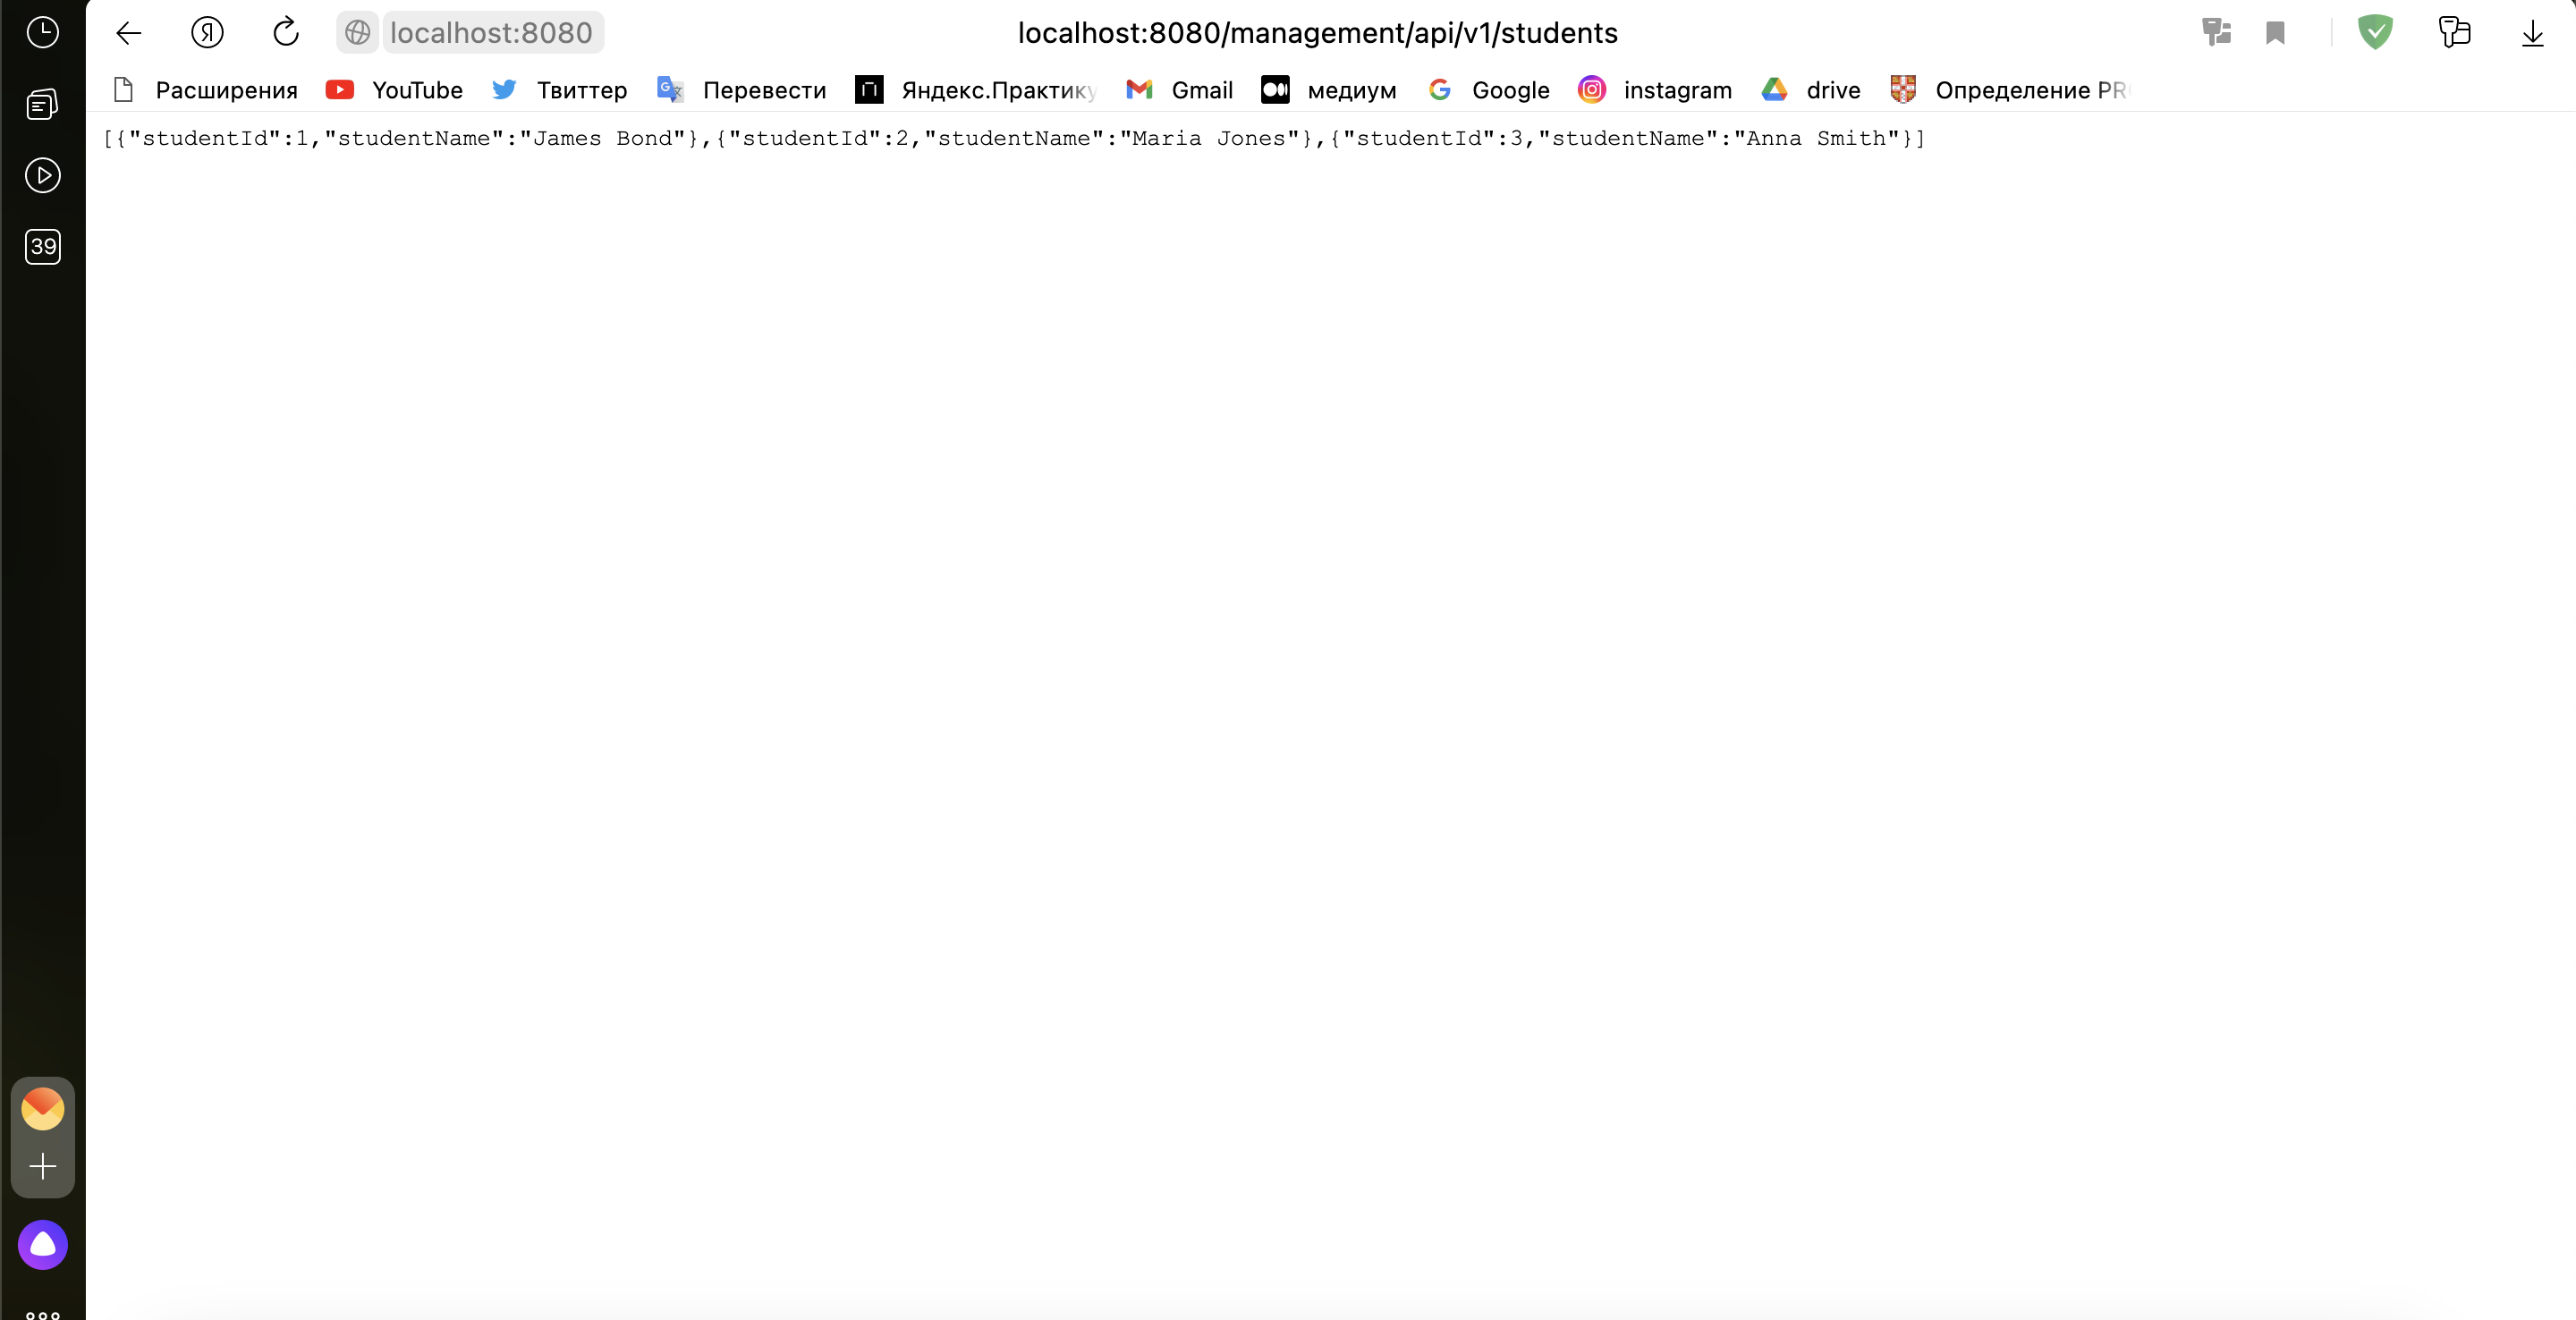 localhost:8080 localhost:8080/management/api/v1/students
Расширения YouTube Твиттер Перевести Яндекс.Практику Gmail медиум Google instagram drive Определение PR
[{"studentId":1,"studentName":"James Bond"},{"studentId":2,"studentName":"Maria Jones"},{"studentId":3,"studentName":"Anna Smith"}]
39